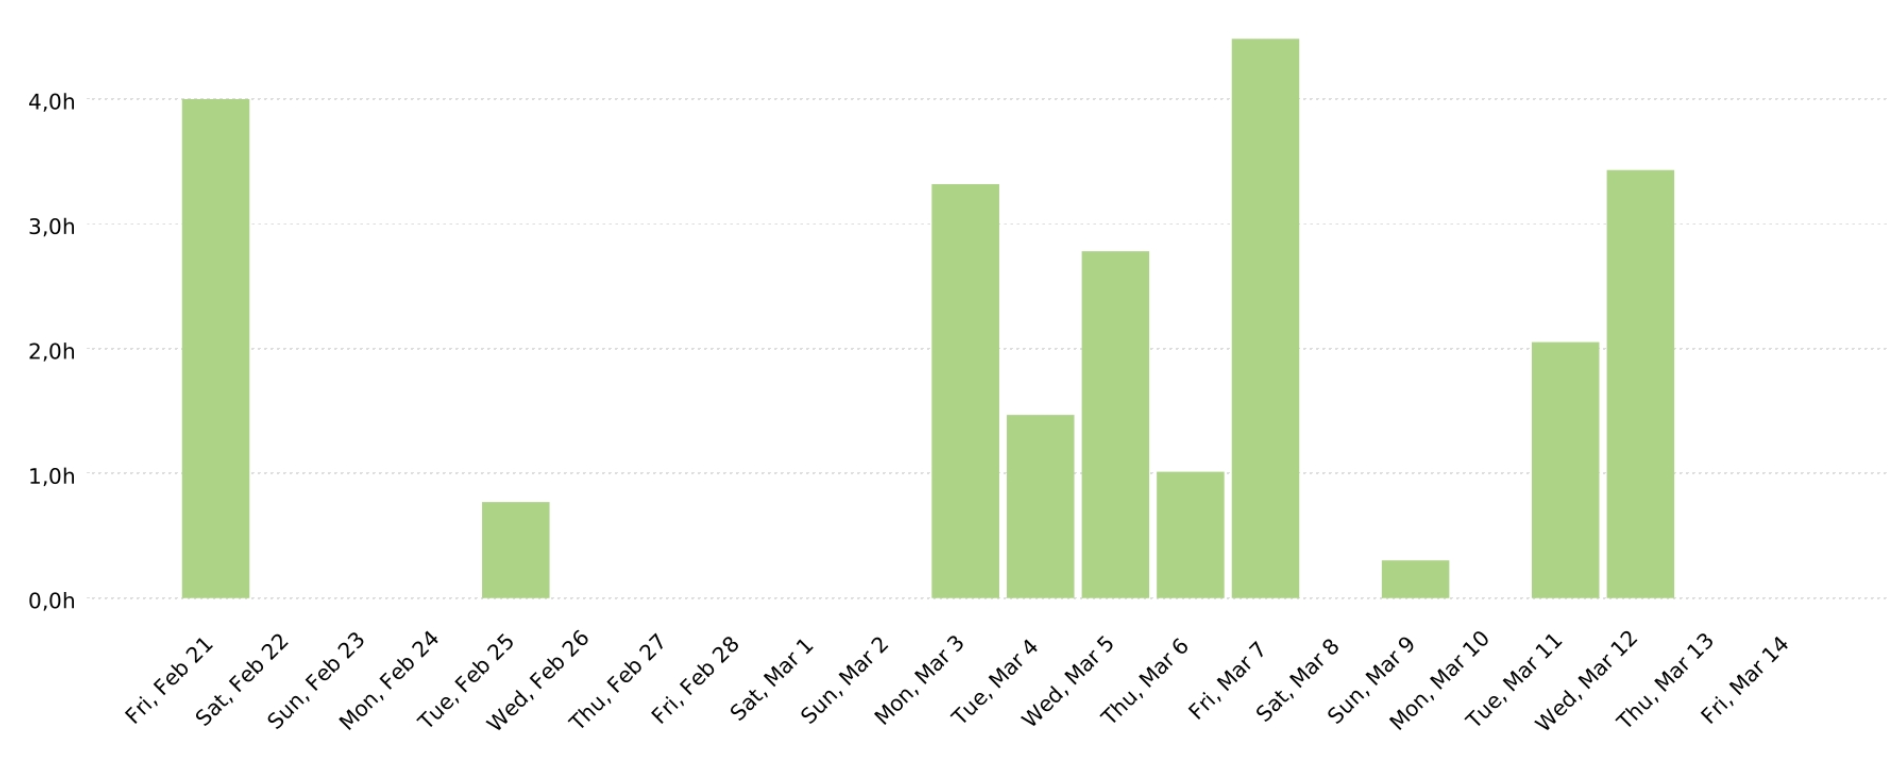 4,0h
3,0h
2,0h
1,0h
0,0h
Fri, Feb 21
Sat, Feb 22
Sun, Feb 23
Mon, Feb 24
Tue, Feb 25
Wed, Feb 26
Thu, Feb 27
Fri, Feb 28
Sat, Mar 1
Sun, Mar 2
Mon, Mar 3
Tue, Mar 4
Wed, Mar 5
Thu, Mar 6
Fri, Mar 7
Sat, Mar 8
Sun, Mar 9
Mon, Mar 10
Tue, Mar 11
Wed, Mar 12
Thu, Mar 13
Fri, Mar 14